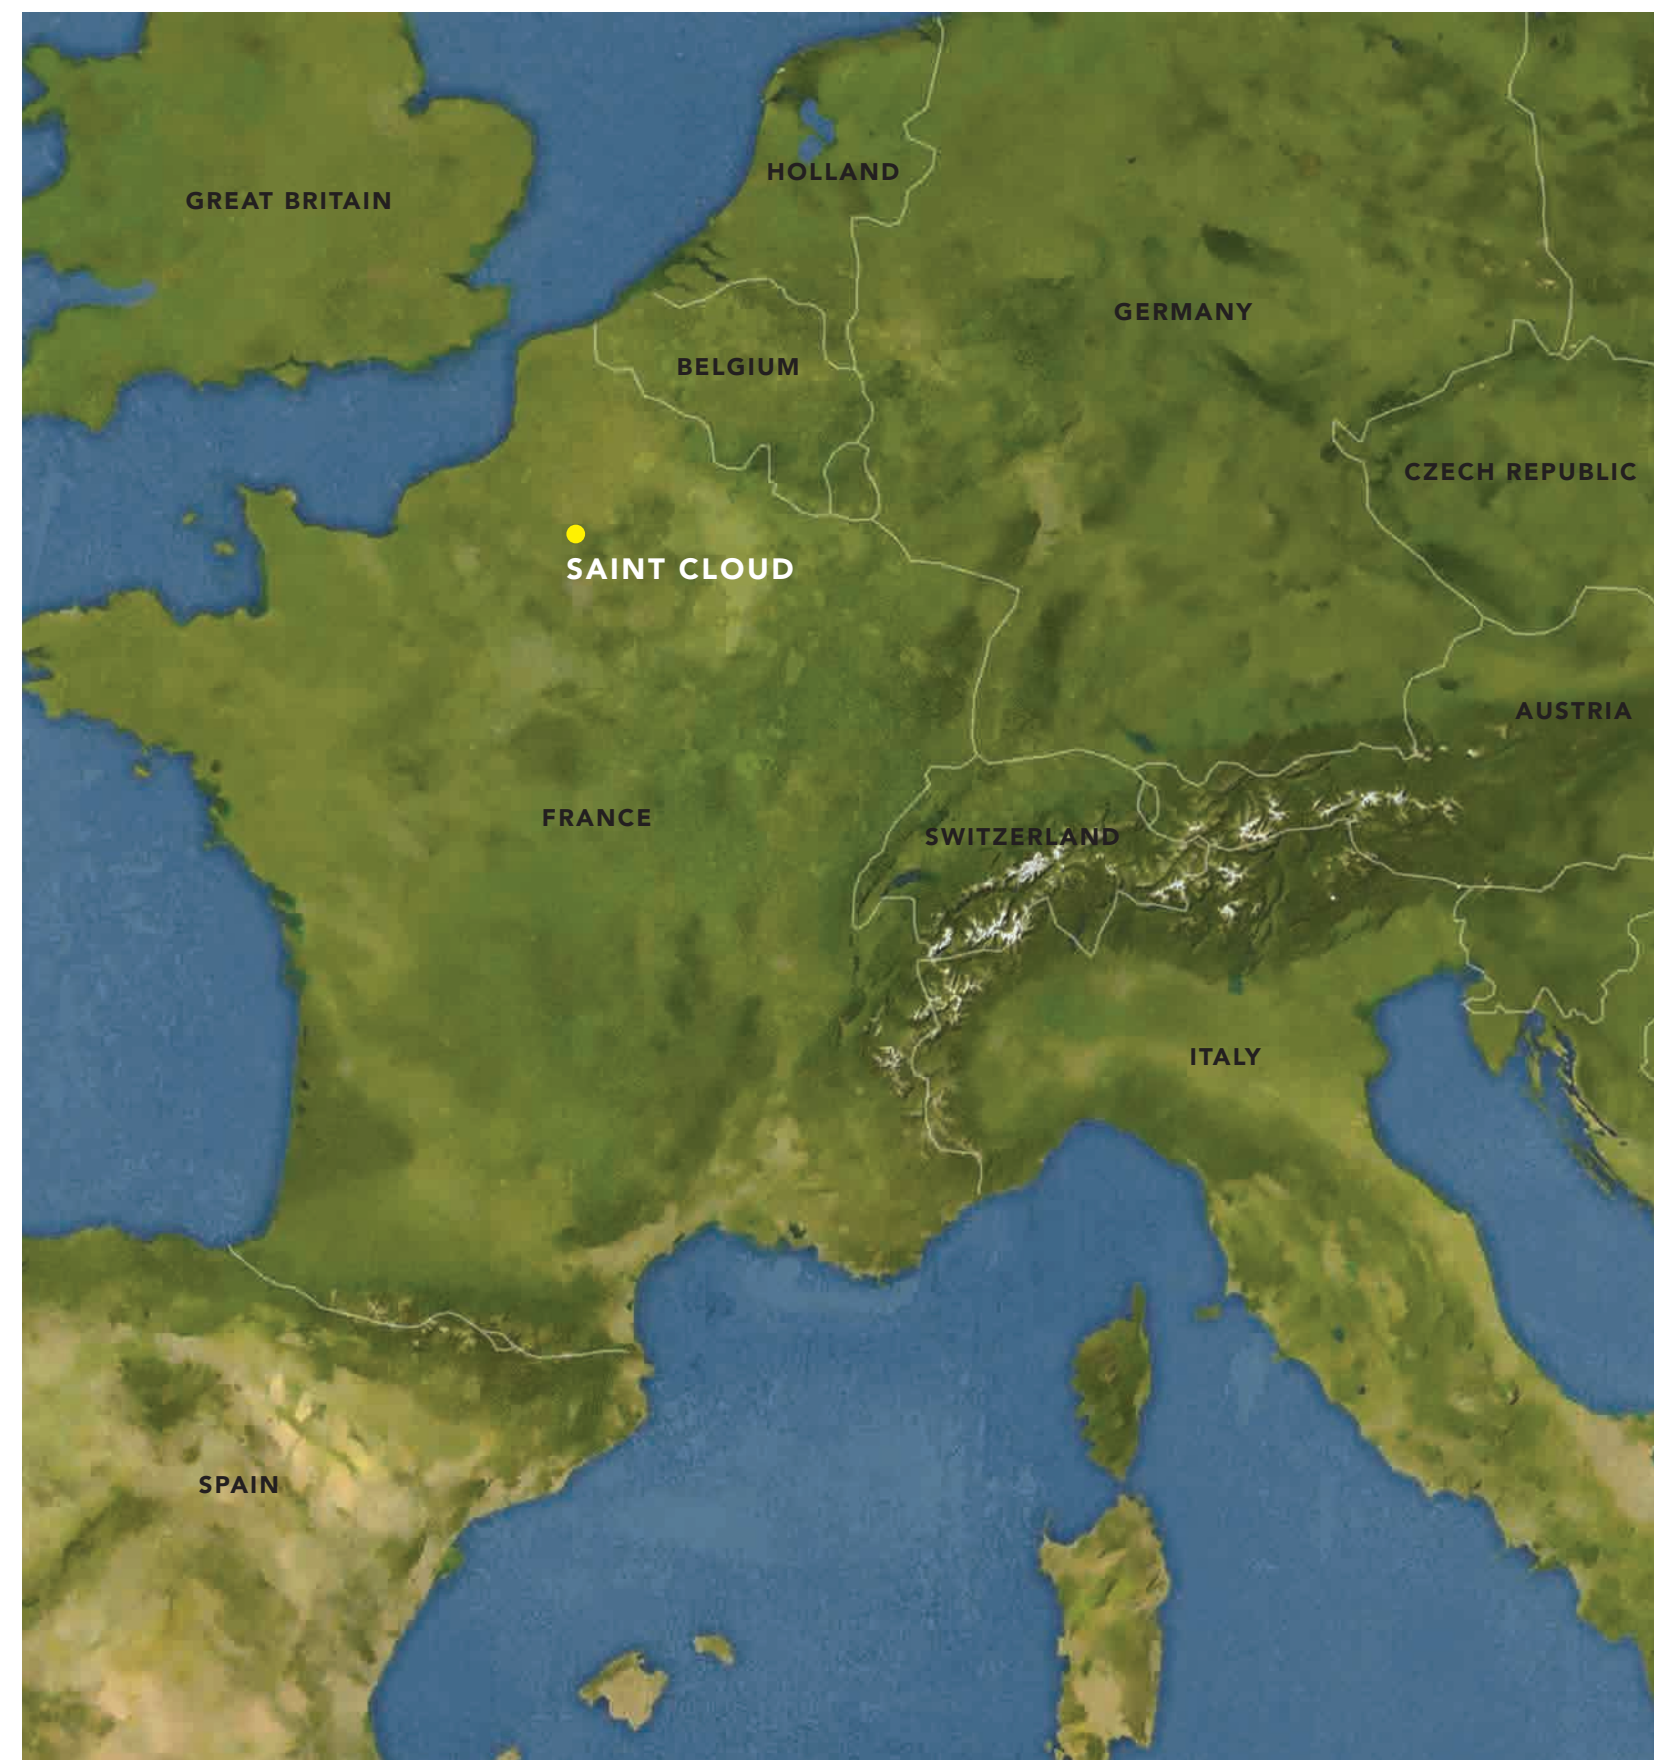 HOLLAND
GREAT BRITAIN
GERMANY
BELGIUM
CZECH REPUBLIC
SAINT CLOUD
AUSTRIA
FRANCE
SWITZERLAND
ITALY
SPAIN